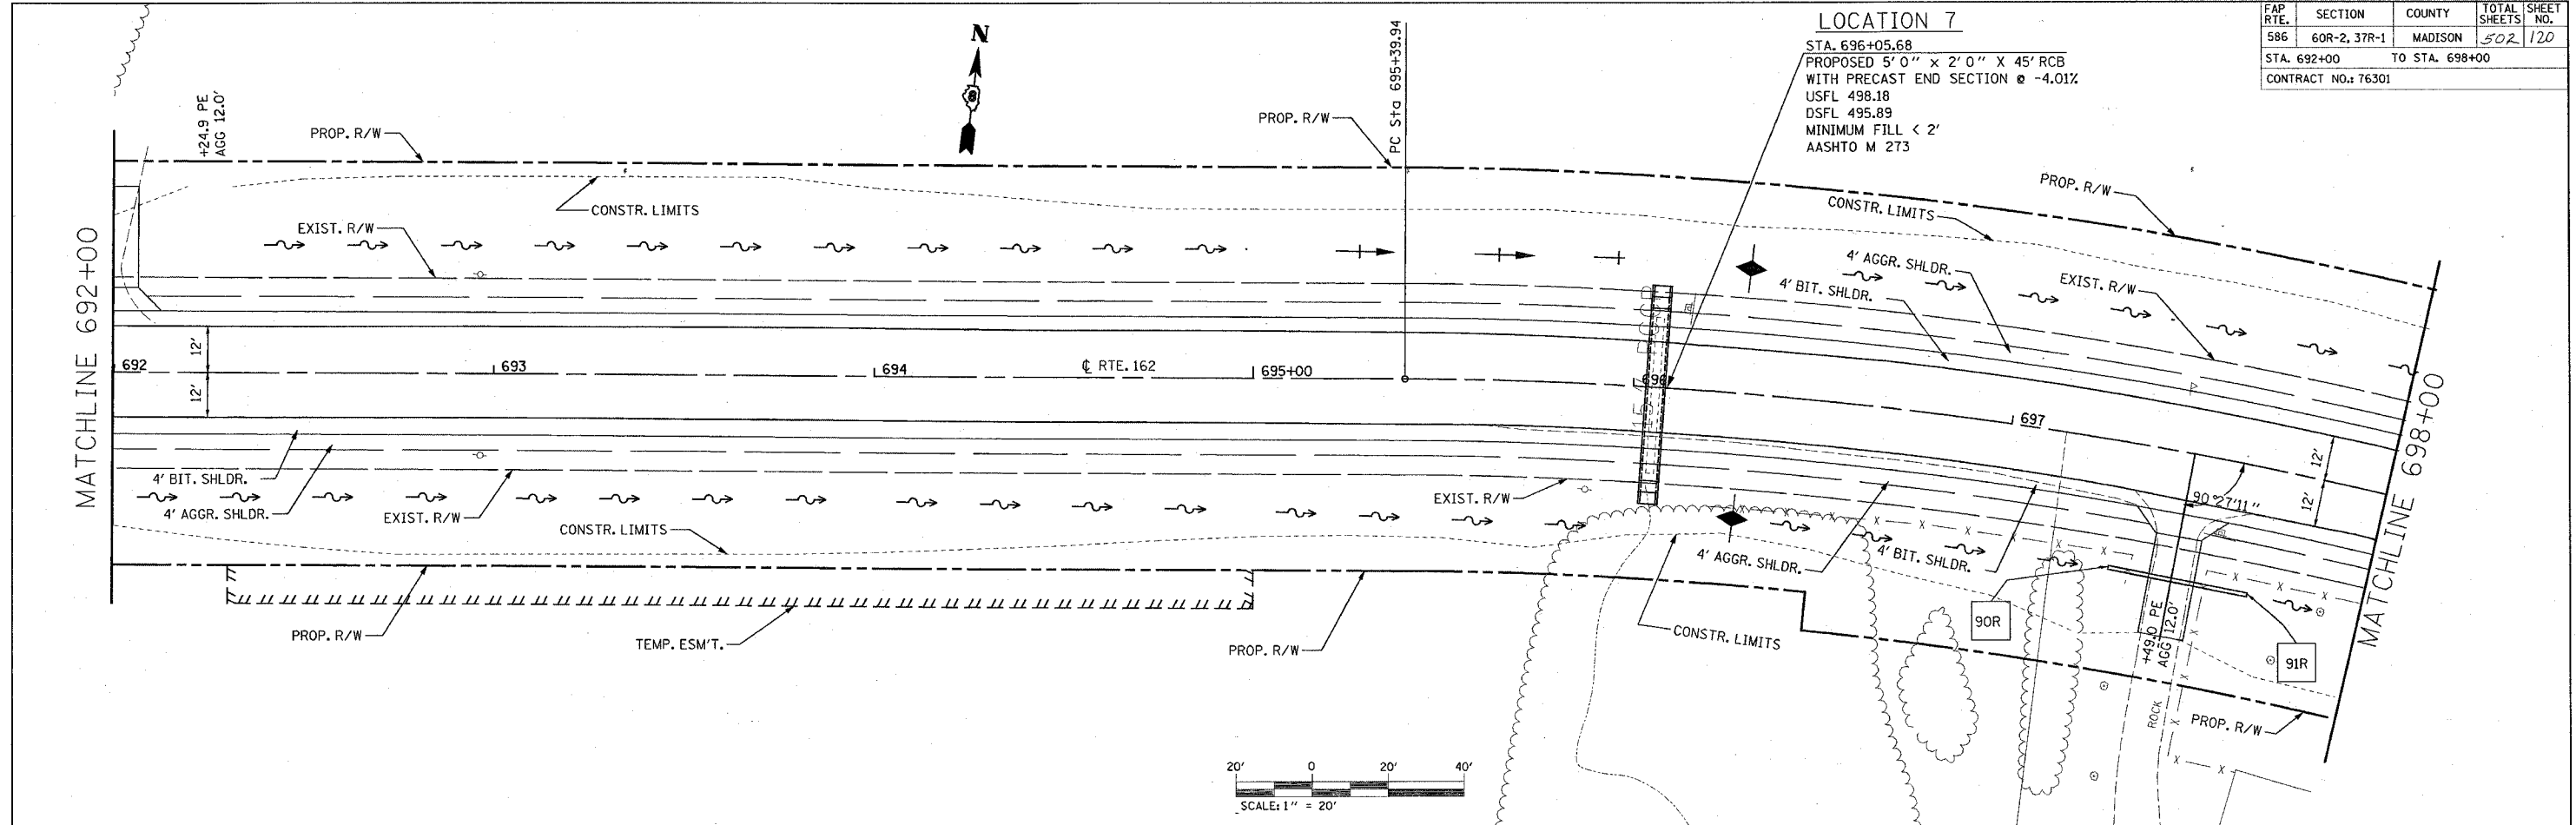 LOCATION 7
STA. 696+05.68
PROPOSED 5' 0" x 2' 0" X 45' RCB
WITH PRECAST END SECTION @ -4.01%
USFL 498.18
DSFL 495.89
MINIMUM FILL < 2'
AASHTO M 273
FAP RTE. SECTION COUNTY TOTAL SHEETS SHEET NO.
586 60R-2, 37R-1 MADISON 502 120
STA. 692+00 TO STA. 698+00
CONTRACT NO.: 76301
N
+24.9 PE
AGG 12.0'
PROP. R/W
PROP. R/W
PC Sta 695+39.94
PROP. R/W
CONSTR. LIMITS
CONSTR. LIMITS
EXIST. R/W
4' AGGR. SHLDR.
4' BIT. SHLDR.
EXIST. R/W
MATCHLINE 692+00
12'
12'
692
693
694
℄ RTE. 162
695+00
696
697
12'
12'
90°27'11"
MATCHLINE 698+00
4' BIT. SHLDR.
4' AGGR. SHLDR.
EXIST. R/W
CONSTR. LIMITS
EXIST. R/W
4' AGGR. SHLDR.
4' BIT. SHLDR.
PROP. R/W
TEMP. ESM'T.
PROP. R/W
CONSTR. LIMITS
90R
+49.0 PE
AGG 12.0'
91R
ROCK
PROP. R/W
X X X X X X
20' 0 20' 40'
SCALE: 1" = 20'